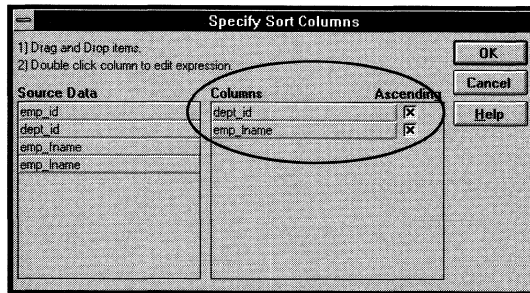 Specify Sort Columns
1) Drag and Drop items.
2) Double click column to edit expression.
OK
Cancel
Help
Source Data
emp_id
dept_id
emp_fname
emp_lname
Columns
Ascending
dept_id
emp_lname